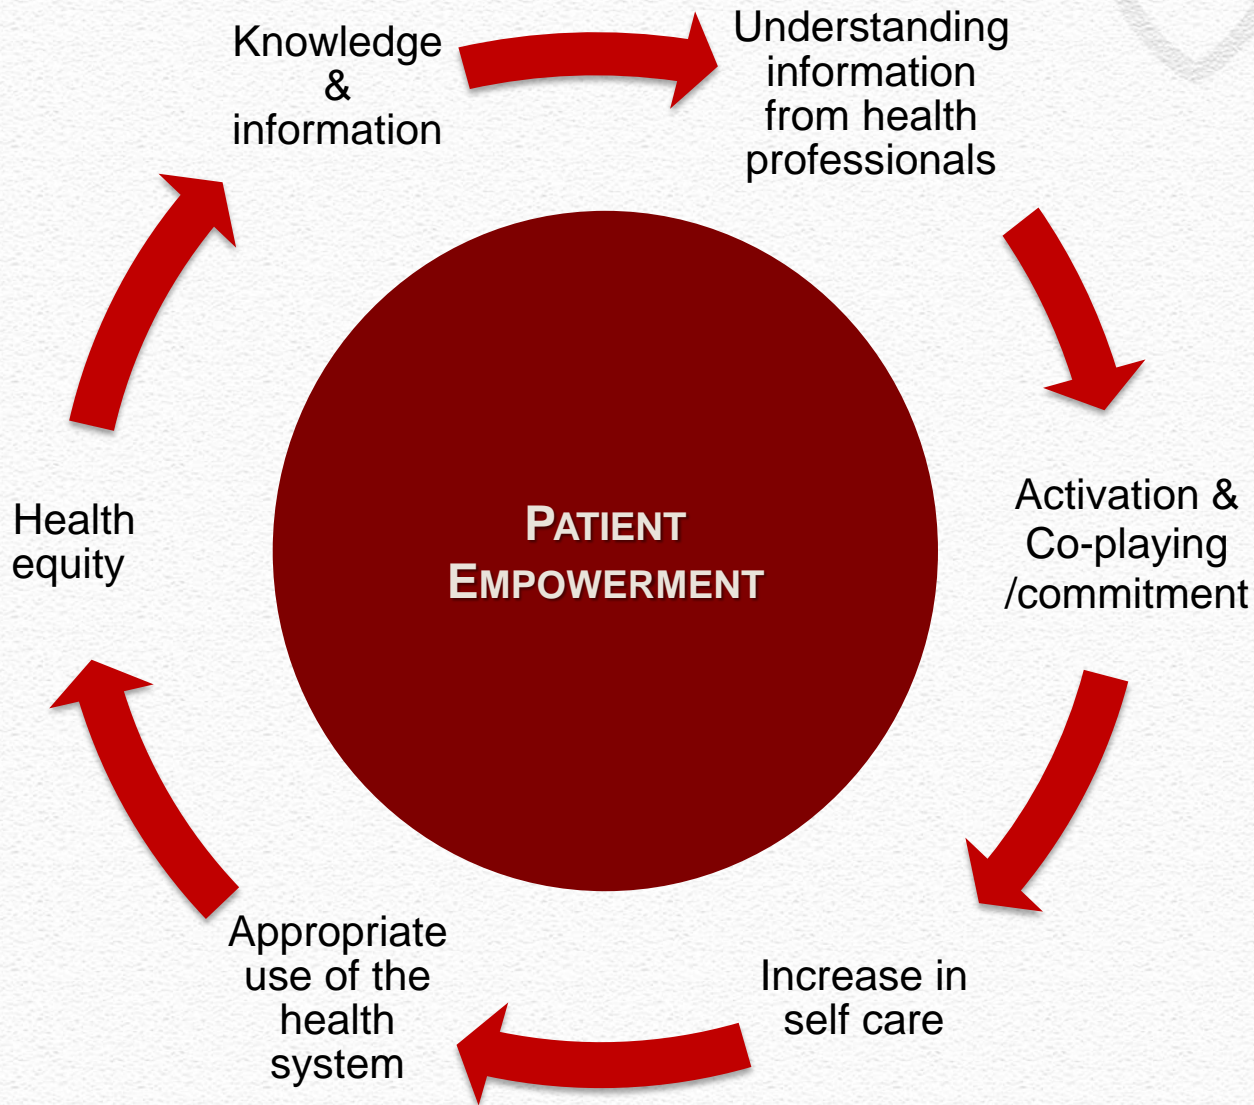 Knowledge
&
information
Understanding
information
from health
professionals
Activation &
Co-playing
/commitment
Increase in
self care
Appropriate
use of the
health
system
Health
equity
PATIENT
EMPOWERMENT